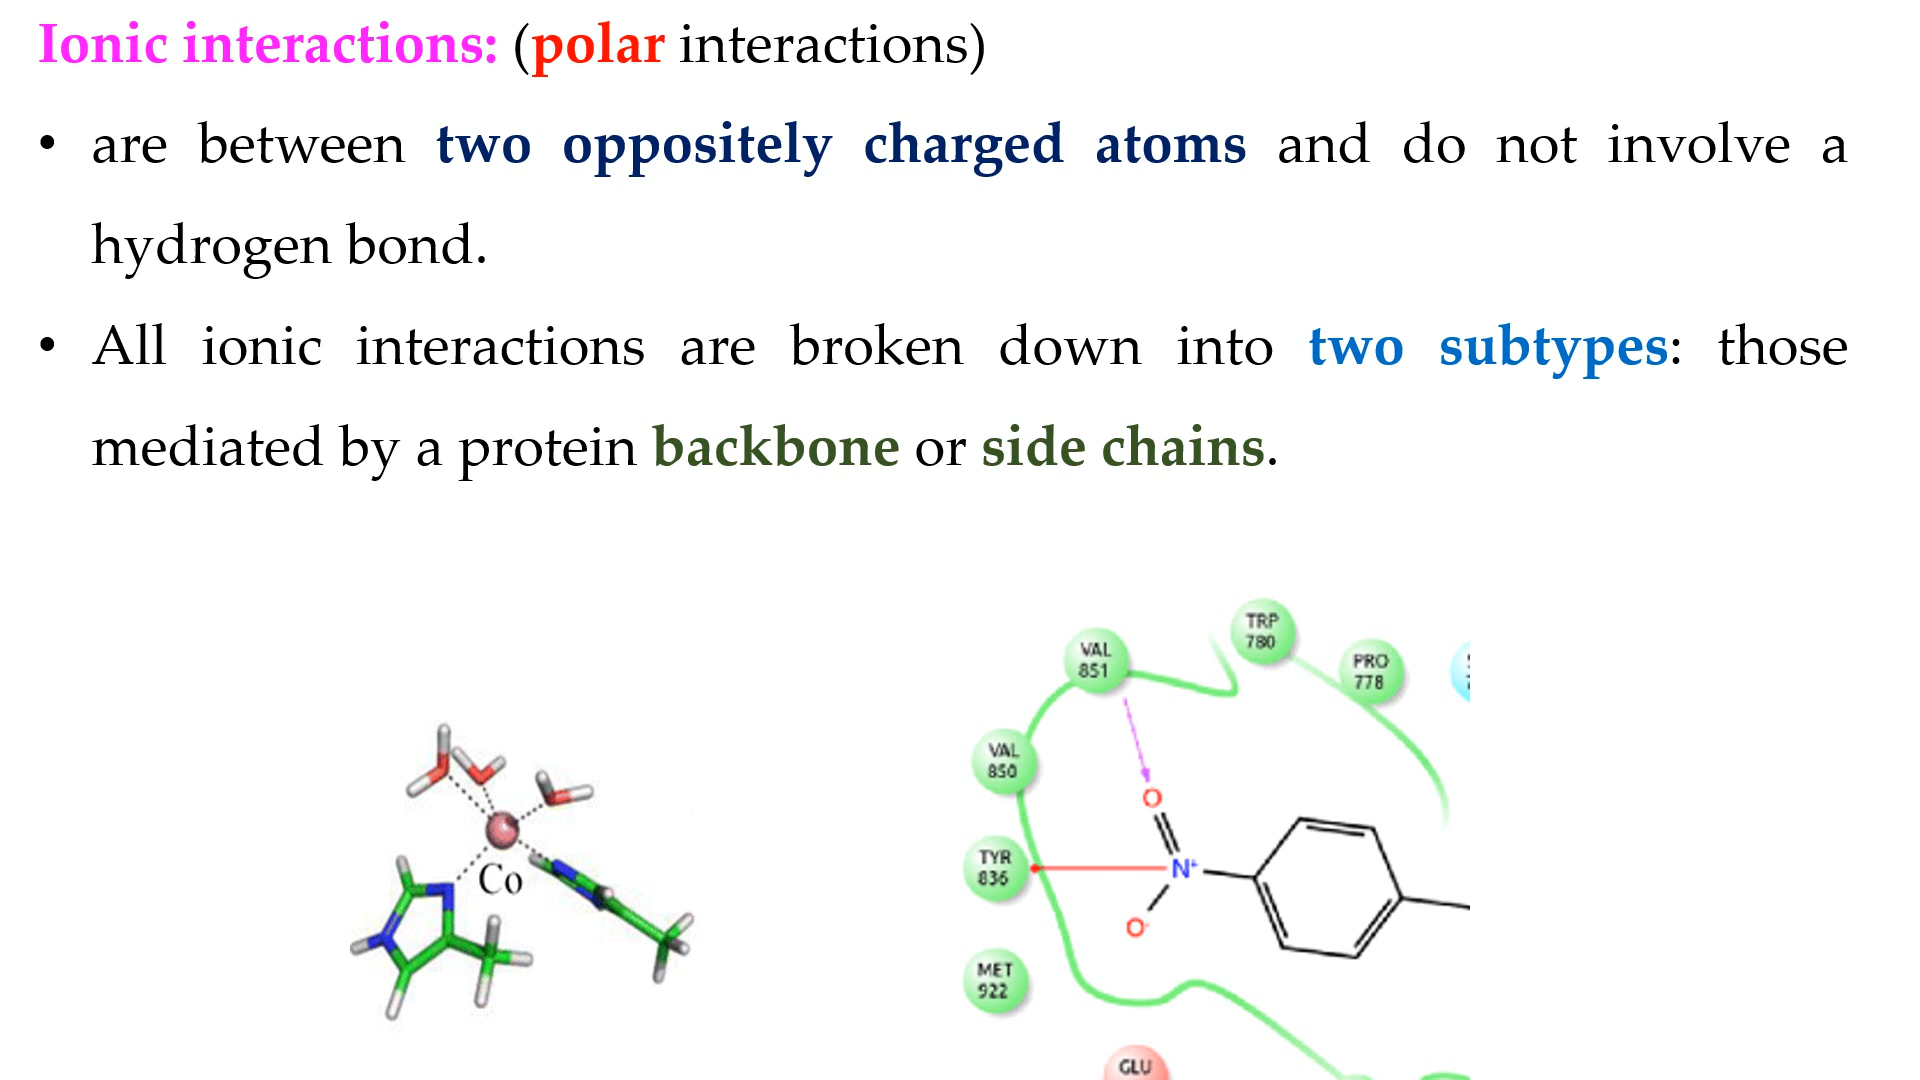 Ionic interactions: (polar interactions)
• are between two oppositely charged atoms and do not involve a
hydrogen bond.
• All ionic interactions are broken down into two subtypes: those
mediated by a protein backbone or side chains.
Co
TRP
780
VAL
851
PRO
778
VAL
850
O
TYR
836
N+
O-
MET
922
GLU